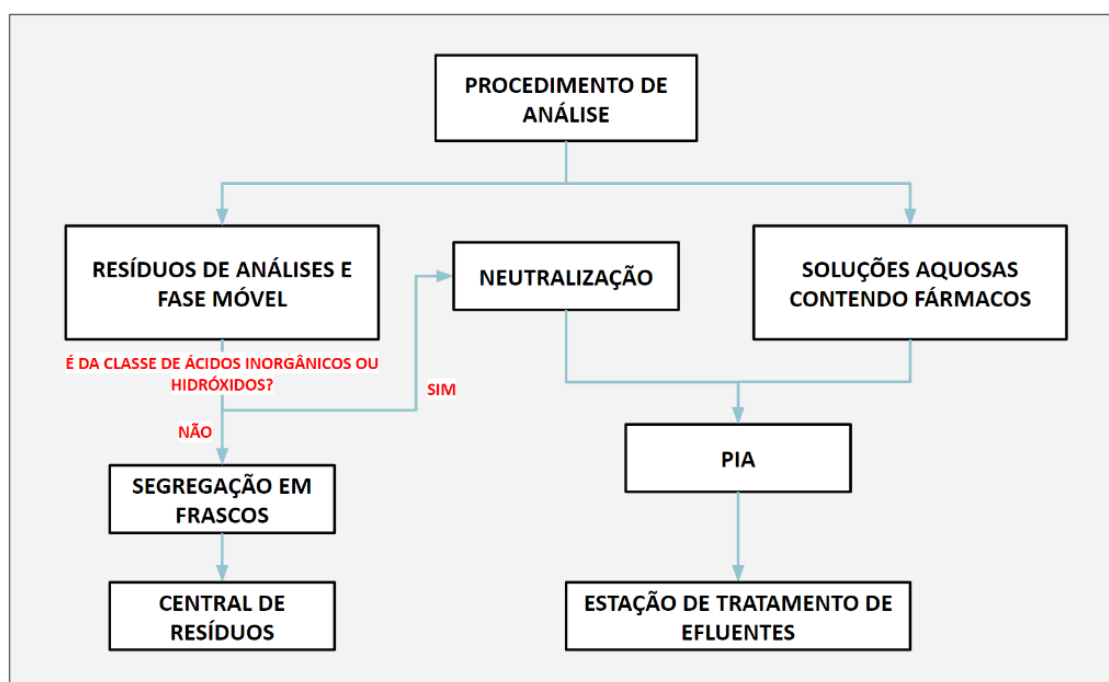 PROCEDIMENTO DE
ANÁLISE
RESÍDUOS DE ANÁLISES E
FASE MÓVEL
NEUTRALIZAÇÃO
SOLUÇÕES AQUOSAS
CONTENDO FÁRMACOS
É DA CLASSE DE ÁCIDOS INORGÂNICOS OU
HIDRÓXIDOS?
SIM
NÃO
PIA
SEGREGAÇÃO EM
FRASCOS
CENTRAL DE
RESÍDUOS
ESTAÇÃO DE TRATAMENTO DE
EFLUENTES